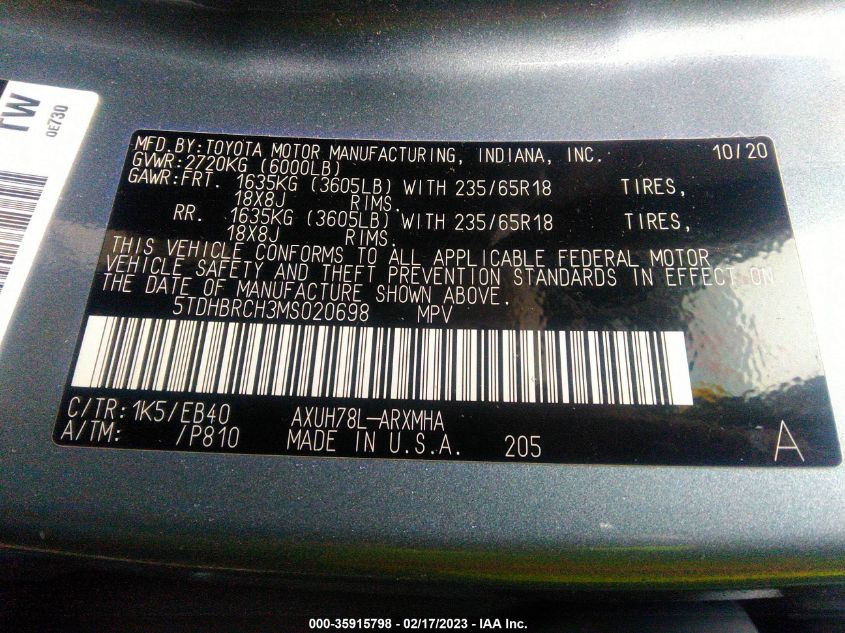 TW
0E730
MFD.BY:TOYOTA MOTOR MANUFACTURING, INDIANA, INC. 10/20
GVWR:2720KG (6000LB)
GAWR:FRT. 1635KG (3605LB) WITH 235/65R18 TIRES,
18X8J RIMS.
RR. 1635KG (3605LB) WITH 235/65R18 TIRES,
18X8J RIMS.
THIS VEHICLE CONFORMS TO ALL APPLICABLE FEDERAL MOTOR
VEHICLE SAFETY AND THEFT PREVENTION STANDARDS IN EFFECT ON
THE DATE OF MANUFACTURE SHOWN ABOVE.
5TDHBRCH3MS020698 MPV
C/TR: 1K5/EB40 AXUH78L-ARXMHA
A/TM: /P810 MADE IN U.S.A. 205 A
000-35915798 - 02/17/2023 - IAA Inc.